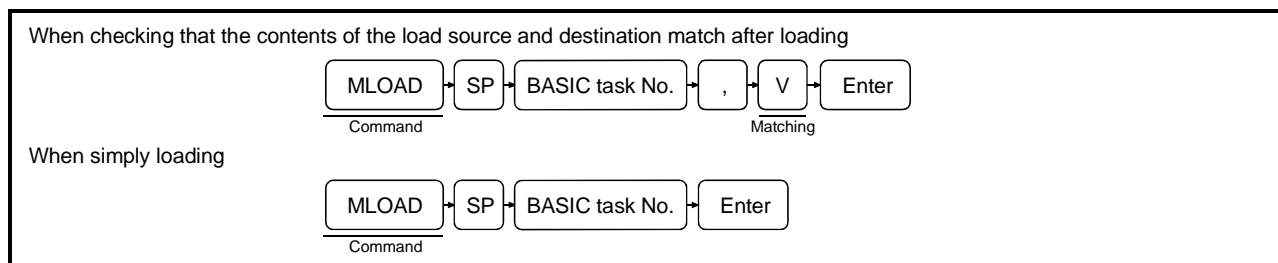 When checking that the contents of the load source and destination match after loading
MLOAD SP BASIC task No. , V Enter
Command Matching
When simply loading
MLOAD SP BASIC task No. Enter
Command